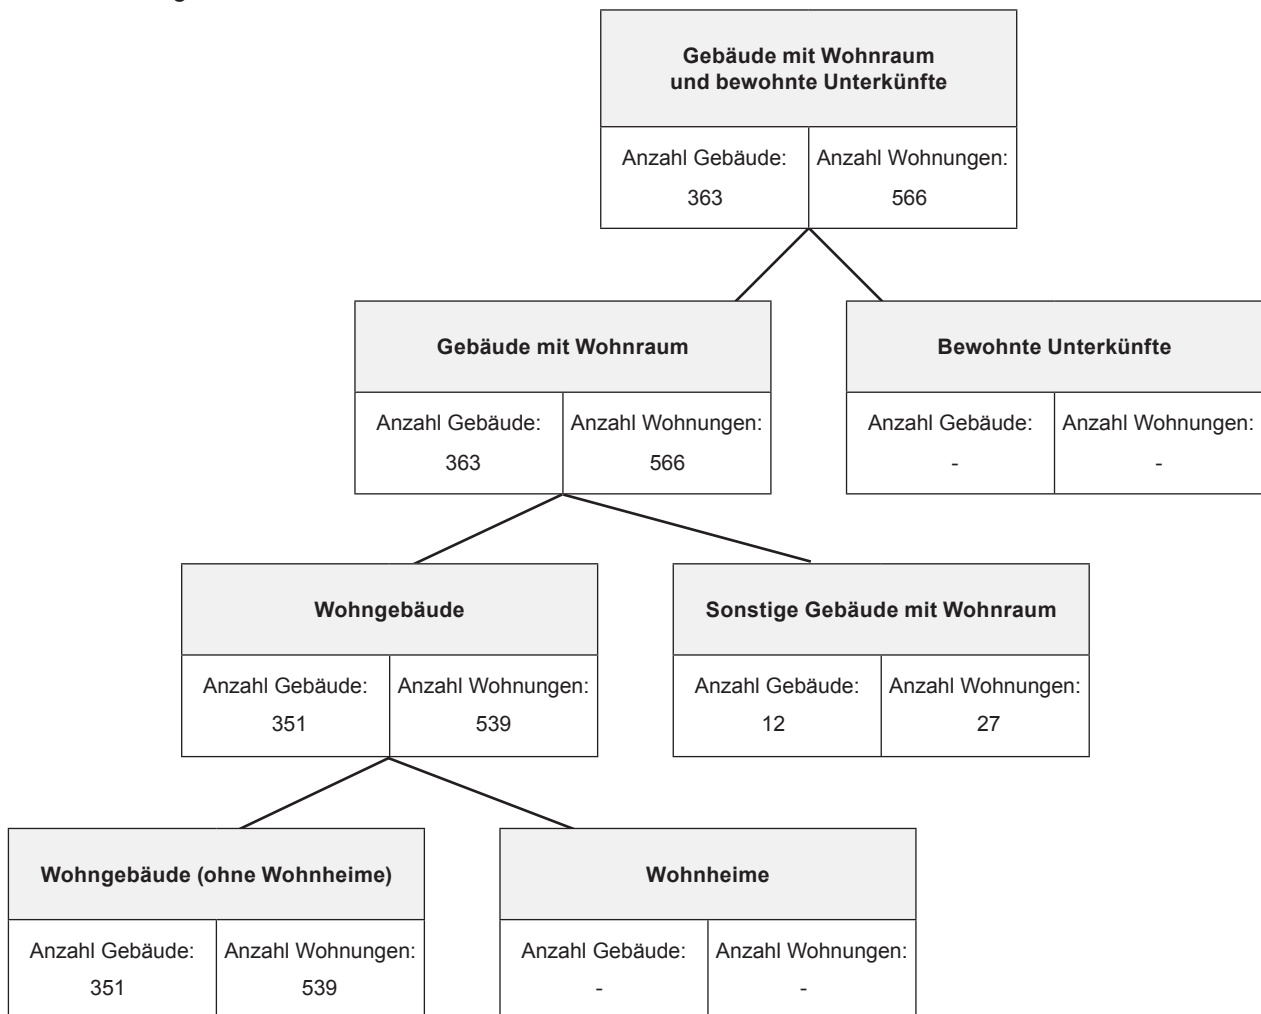 Gebäude mit Wohnraum
und bewohnte Unterkünfte
Anzahl Gebäude: Anzahl Wohnungen:
363 566
Gebäude mit Wohnraum
Anzahl Gebäude: Anzahl Wohnungen:
363 566
Bewohnte Unterkünfte
Anzahl Gebäude: Anzahl Wohnungen:
- -
Wohngebäude
Anzahl Gebäude: Anzahl Wohnungen:
351 539
Sonstige Gebäude mit Wohnraum
Anzahl Gebäude: Anzahl Wohnungen:
12 27
Wohngebäude (ohne Wohnheime)
Anzahl Gebäude: Anzahl Wohnungen:
351 539
Wohnheime
Anzahl Gebäude: Anzahl Wohnungen:
- -